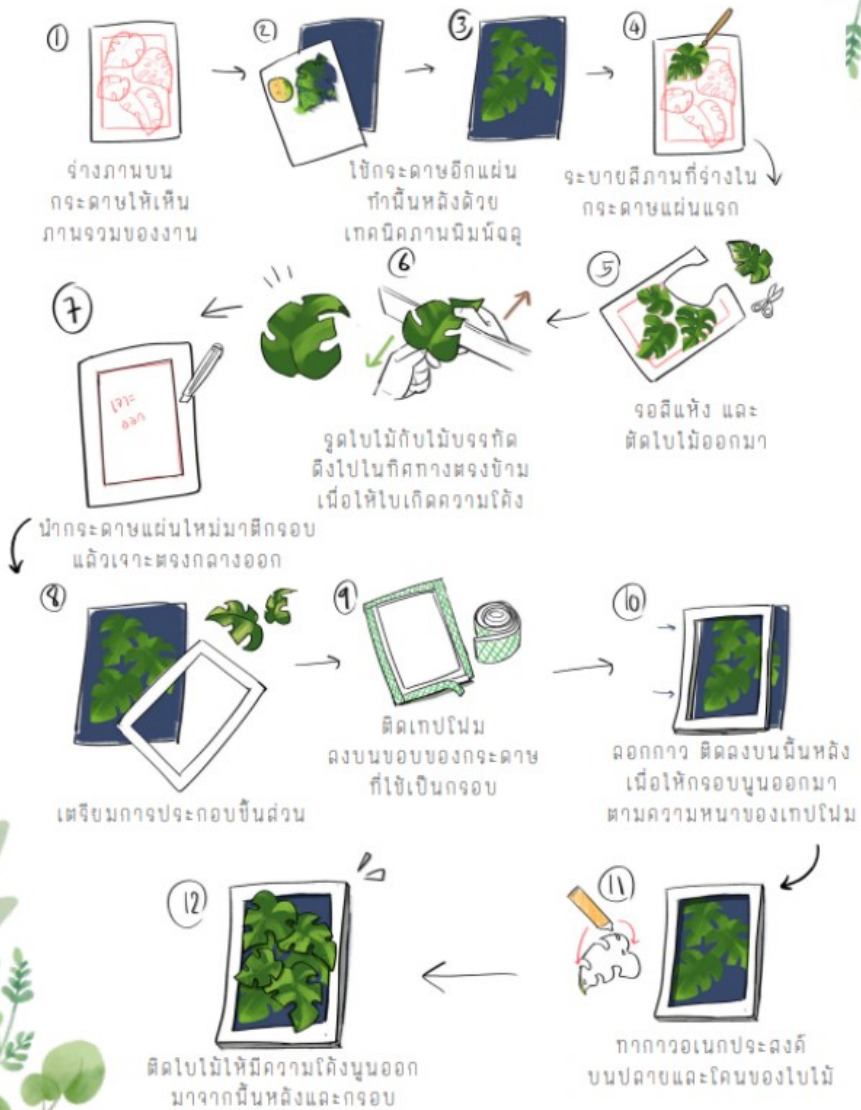 1
ร่างภาพบน
กระดาษให้เห็น
ภาพรวมของงาน
2
3
ใช้กระดาษอีกแผ่น
ทำพื้นหลังด้วย
เทคนิคภาพพิมพ์ฉลุ
4
ระบายสีภาพที่ร่างใน
กระดาษแผ่นแรก
5
รอสีแห้ง และ
ตัดใบไม้ออกมา
6
รูดใบไม้กับไม้บรรทัด
ดึงไปในทิศทางตรงข้าม
เพื่อให้ใบเกิดความโค้ง
7
เจาะ
ออก
นำกระดาษแผ่นใหม่มาตีกรอบ
แล้วเจาะตรงกลางออก
8
เตรียมการประกอบชิ้นส่วน
9
ติดเทปโฟม
ลงบนขอบของกระดาษ
ที่ใช้เป็นกรอบ
10
ลอกกาว ติดลงบนพื้นหลัง
เพื่อให้กรอบนูนออกมา
ตามความหนาของเทปโฟม
11
ทากาวอเนกประสงค์
บนปลายและโคนของใบไม้
12
ติดใบไม้ให้มีความโค้งนูนออก
มาจากพื้นหลังและกรอบ